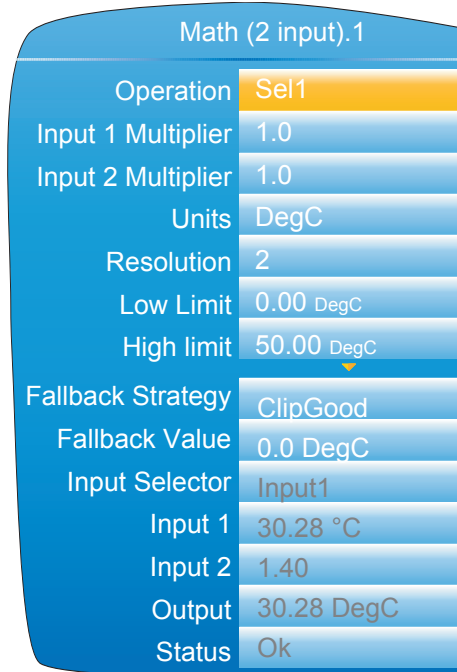 Math (2 input).1
Operation Sel1
Input 1 Multiplier 1.0
Input 2 Multiplier 1.0
Units DegC
Resolution 2
Low Limit 0.00 DegC
High limit 50.00 DegC
Fallback Strategy ClipGood
Fallback Value 0.0 DegC
Input Selector Input1
Input 1 30.28 °C
Input 2 1.40
Output 30.28 DegC
Status Ok